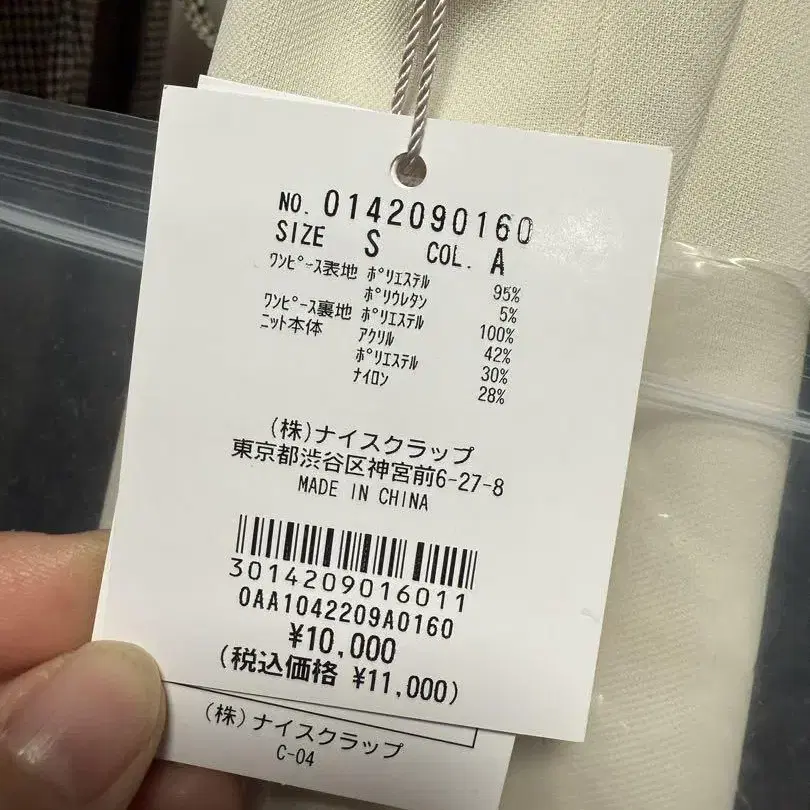 NO. 0142090160
SIZE S COL. A
ﾜﾝﾋﾟｰｽ表地 ﾎﾟﾘｴｽﾃﾙ 95%
ﾎﾟﾘｳﾚﾀﾝ 5%
ﾜﾝﾋﾟｰｽ裏地 ﾎﾟﾘｴｽﾃﾙ 100%
ﾆｯﾄ本体 ｱｸﾘﾙ 42%
ﾎﾟﾘｴｽﾃﾙ 30%
ﾅｲﾛﾝ 28%
(株)ナイスクラップ
東京都渋谷区神宮前6-27-8
MADE IN CHINA
3014209016011
0AA1042209A0160
¥10,000
(税込価格 ¥11,000)
(株)ナイスクラップ
C-04